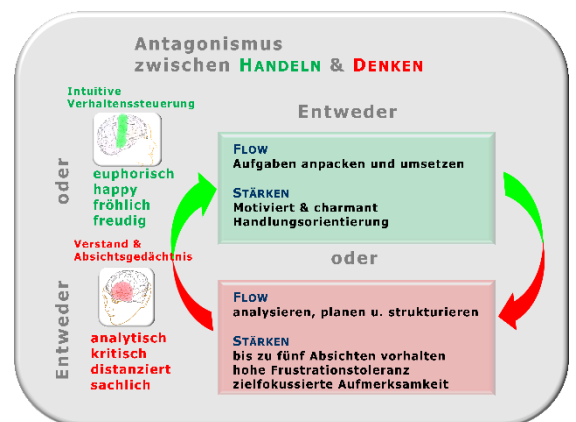 Antagonismus
zwischen HANDELN & DENKEN
Intuitive
Verhaltenssteuerung
euphorisch
happy
fröhlich
freudig
oder
Verstand &
Absichtsgedächtnis
analytisch
kritisch
distanziert
sachlich
Entweder
Entweder
FLOW
Aufgaben anpacken und umsetzen
STÄRKEN
Motiviert & charmant
Handlungsorientierung
oder
FLOW
analysieren, planen u. strukturieren
STÄRKEN
bis zu fünf Absichten vorhalten
hohe Frustrationstoleranz
zielfokussierte Aufmerksamkeit